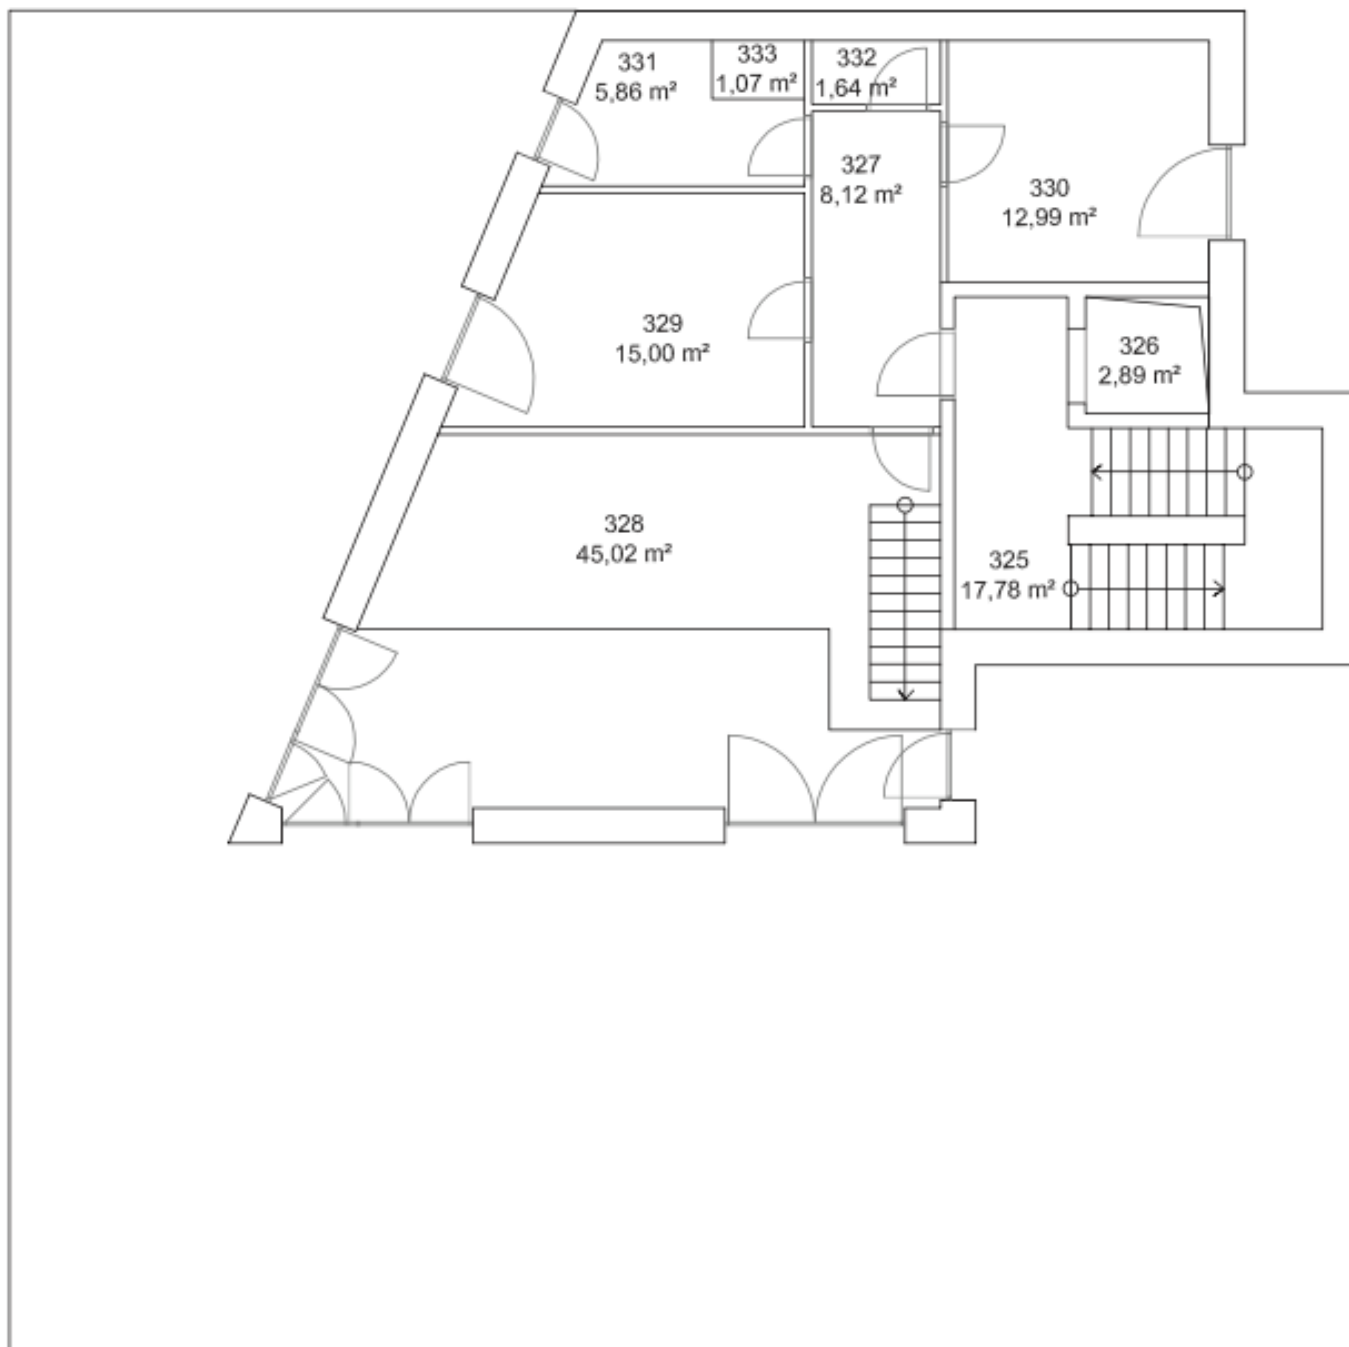 331
5,86 m²
333
1,07 m²
332
1,64 m²
327
8,12 m²
330
12,99 m²
329
15,00 m²
326
2,89 m²
328
45,02 m²
325
17,78 m²